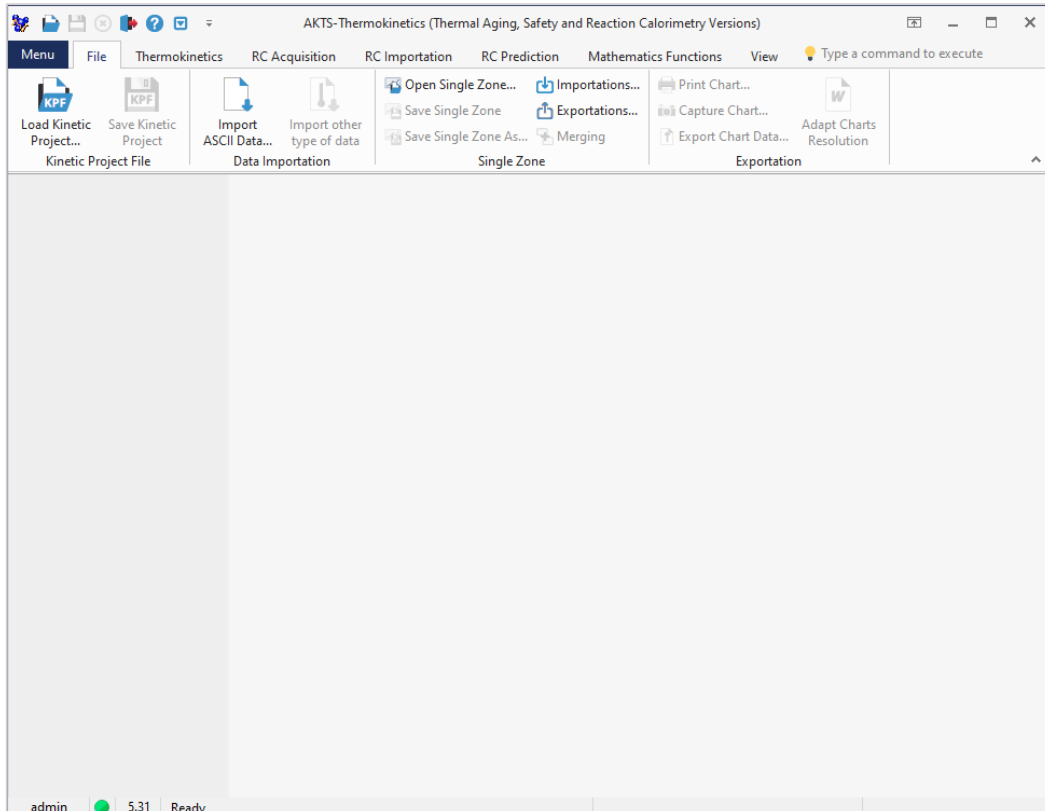 AKTS-Thermokinetics (Thermal Aging, Safety and Reaction Calorimetry Versions)
Menu File Thermokinetics RC Acquisition RC Importation RC Prediction Mathematics Functions View Type a command to execute
KPF KPF W
Load Kinetic Project...
Save Kinetic Project
Import ASCII Data...
Import other type of data
Open Single Zone...
Save Single Zone
Save Single Zone As...
Importations...
Exportations...
Merging
Print Chart...
Capture Chart...
Export Chart Data...
Adapt Charts Resolution
Kinetic Project File Data Importation Single Zone Exportation
admin 5.31 Ready